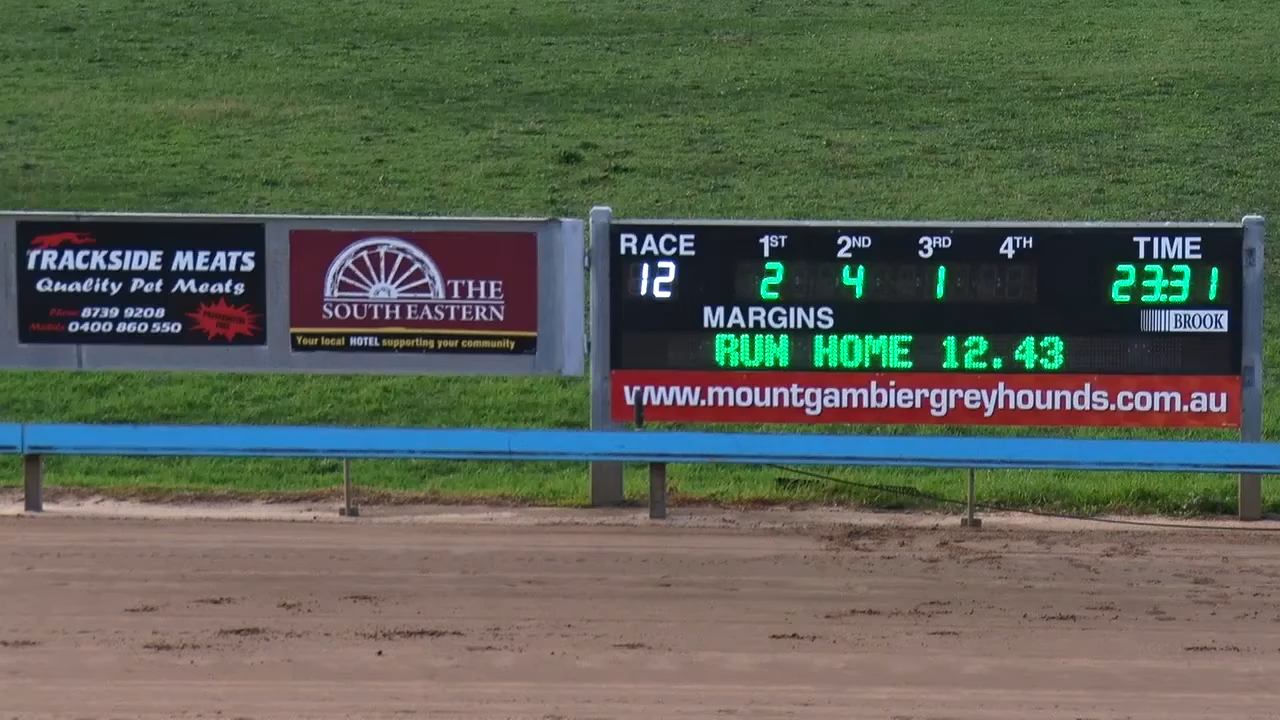 TRACKSIDE MEATS
Quality Pet Meats
Phone 8739 9208
Mobile 0400 860 550
PRESERVATIVE FREE
THE
SOUTH EASTERN
Your local HOTEL supporting your community
RACE 1ST 2ND 3RD 4TH TIME
12 2 4 1 23.31
MARGINS BROOK
RUN HOME 12.43
www.mountgambiergreyhounds.com.au